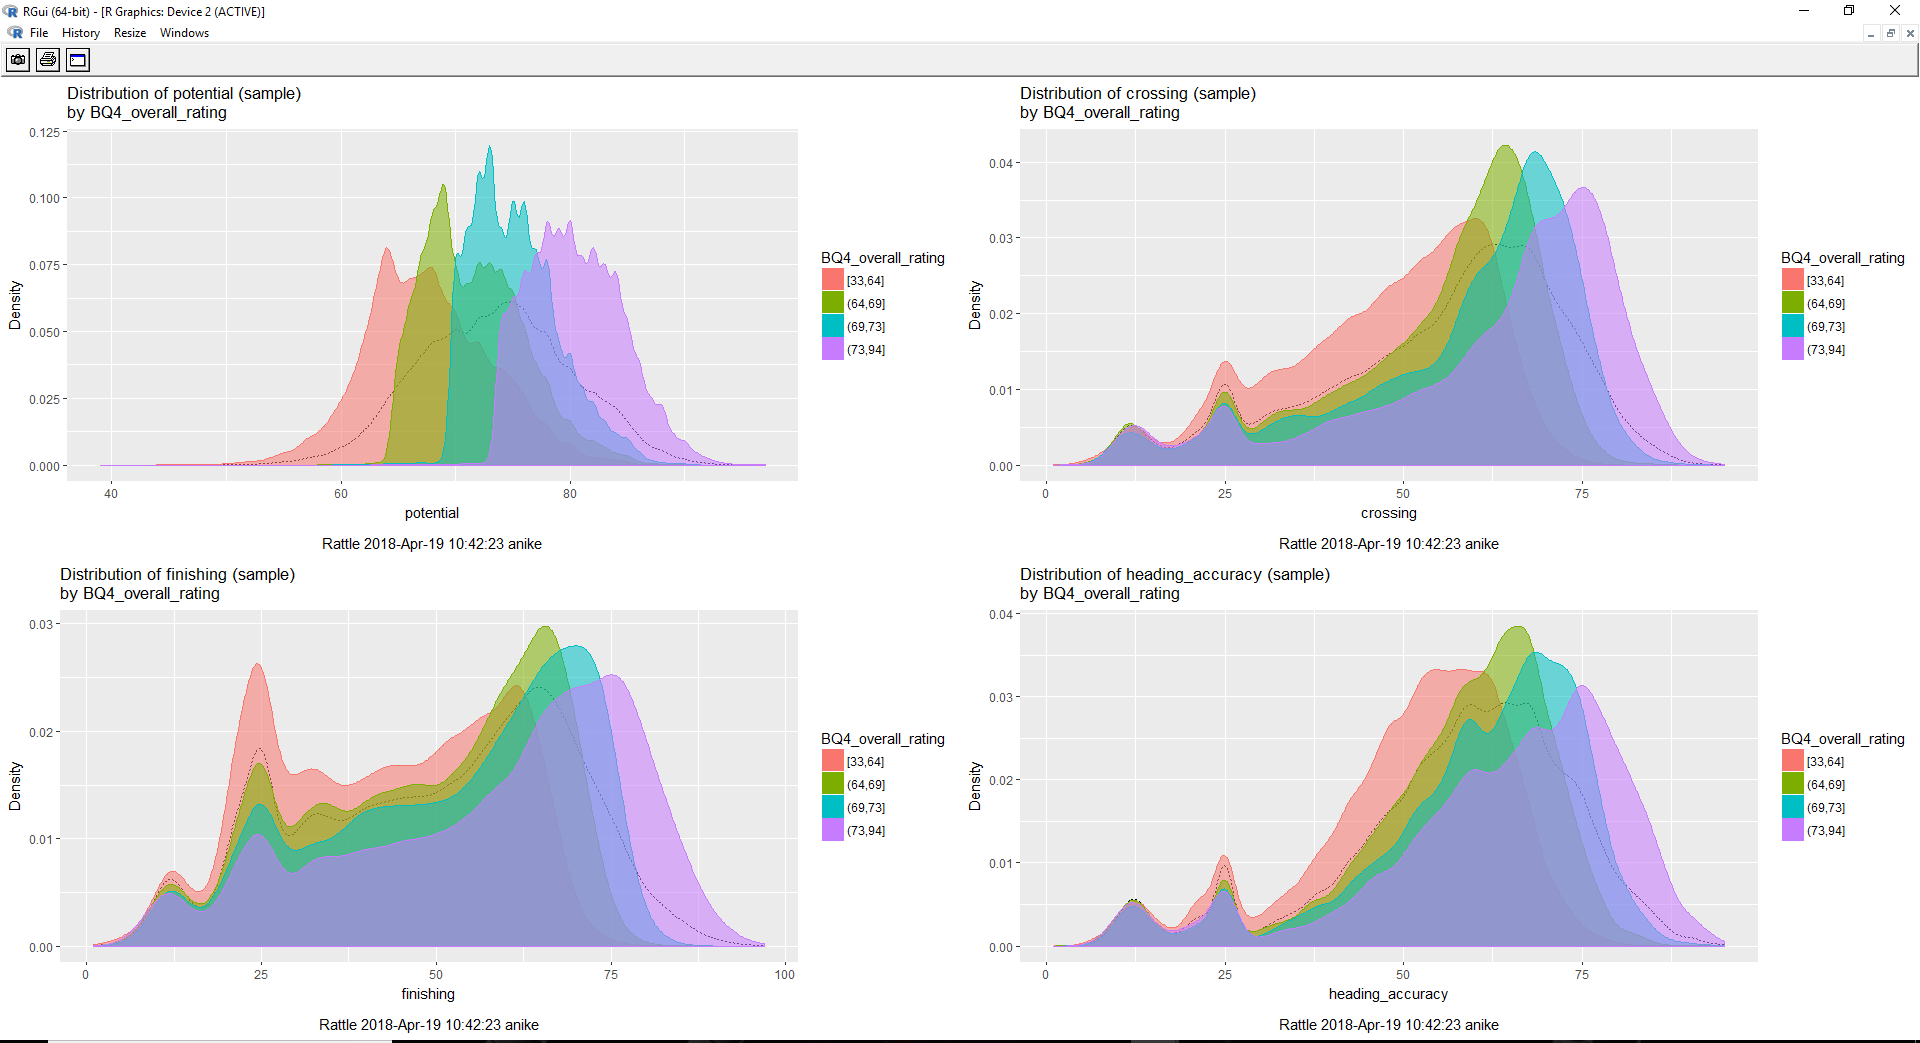 RGui (64-bit) - [R Graphics: Device 2 (ACTIVE)]
File History Resize Windows
Distribution of potential (sample)
by BQ4_overall_rating
0.125
0.100
0.075
0.050
0.025
0.000
Density
40 60 80
potential
Rattle 2018-Apr-19 10:42:23 anike
BQ4_overall_rating
[33,64]
(64,69]
(69,73]
(73,94]
Distribution of crossing (sample)
by BQ4_overall_rating
0.04
0.03
0.02
0.01
0.00
Density
0 25 50 75
crossing
Rattle 2018-Apr-19 10:42:23 anike
BQ4_overall_rating
[33,64]
(64,69]
(69,73]
(73,94]
Distribution of finishing (sample)
by BQ4_overall_rating
0.03
0.02
0.01
0.00
Density
0 25 50 75 100
finishing
Rattle 2018-Apr-19 10:42:23 anike
BQ4_overall_rating
[33,64]
(64,69]
(69,73]
(73,94]
Distribution of heading_accuracy (sample)
by BQ4_overall_rating
0.04
0.03
0.02
0.01
0.00
Density
0 25 50 75
heading_accuracy
Rattle 2018-Apr-19 10:42:23 anike
BQ4_overall_rating
[33,64]
(64,69]
(69,73]
(73,94]